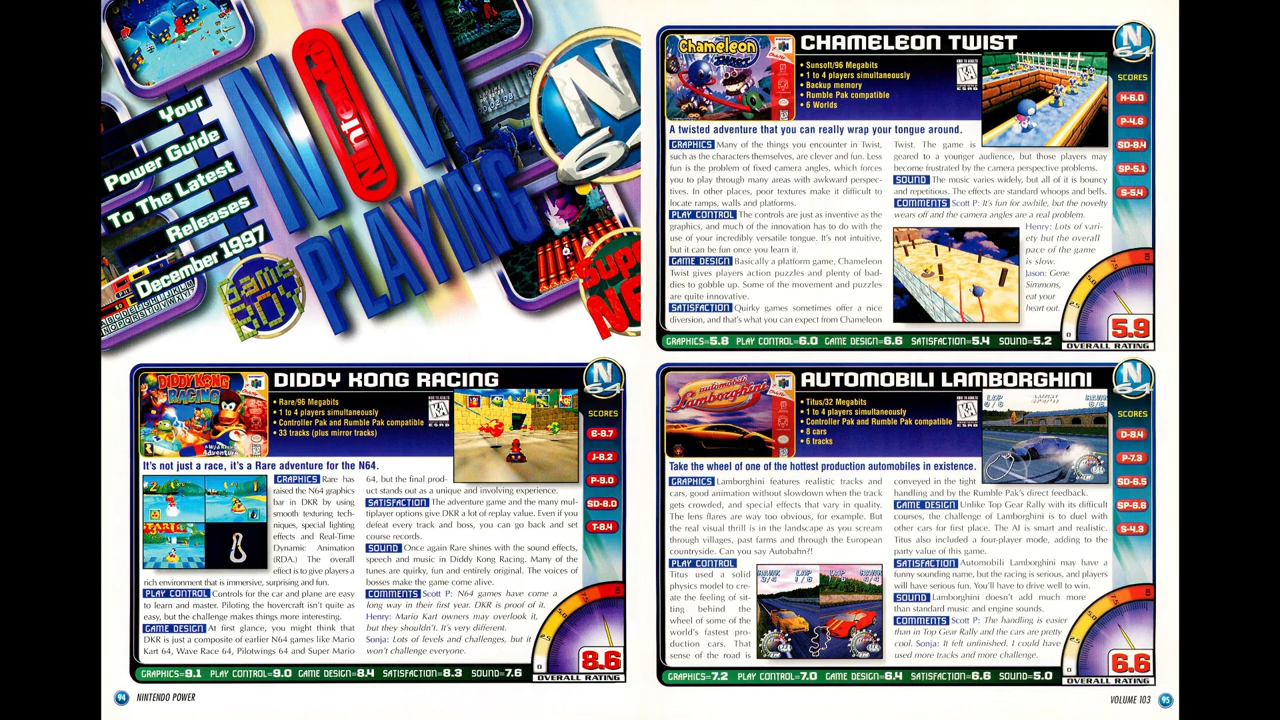 Your
Power Guide
To The Latest
Releases
December 1997
NOW
Nintendo
PLAYING
GAME
BOY
N
Super
NE
DIDDY KONG RACING
N
64
DIDDY KONG
RACING
• Rare/96 Megabits
• 1 to 4 players simultaneously
• Controller Pak and Rumble Pak compatible
• 33 tracks (plus mirror tracks)
KA
ESRB
SCORES
E-8.7
J-8.2
P-9.0
SD-8.0
T-8.4
It's not just a race, it's a Rare adventure for the N64.
GRAPHICS Rare has
raised the N64 graphics
bar in DKR by using
smooth texturing tech-
niques, special lighting
effects and Real-Time
Dynamic Animation
(RDA.) The overall
effect is to give players a
rich environment that is immersive, surprising and fun.
PLAY CONTROL Controls for the car and plane are easy
to learn and master. Piloting the hovercraft isn't quite as
easy, but the challenge makes things more interesting.
GAME DESIGN At first glance, you might think that
DKR is just a composite of earlier N64 games like Mario
Kart 64, Wave Race 64, Pilotwings 64 and Super Mario
64, but the final prod-
uct stands out as a unique and involving experience.
SATISFACTION The adventure game and the many mul-
tiplayer options give DKR a lot of replay value. Even if you
defeat every track and boss, you can go back and set
course records.
SOUND Once again Rare shines with the sound effects,
speech and music in Diddy Kong Racing. Many of the
tunes are quirky, fun and entirely original. The voices of
bosses make the game come alive.
COMMENTS Scott P: N64 games have come a
long way in their first year. DKR is proof of it.
Henry: Mario Kart owners may overlook it,
but they shouldn't. It's very different.
Sonja: Lots of levels and challenges, but it
won't challenge everyone.
8.6
OVERALL RATING
GRAPHICS=9.1 PLAY CONTROL=9.0 GAME DESIGN=8.4 SATISFACTION=8.3 SOUND=7.6
94 NINTENDO POWER
CHAMELEON TWIST
N
64
Chameleon
TWIST
• Sunsoft/96 Megabits
• 1 to 4 players simultaneously
• Backup memory
• Rumble Pak compatible
• 6 Worlds
KA
ESRB
SCORES
H-6.0
P-4.6
SD-8.4
SP-5.1
S-5.4
A twisted adventure that you can really wrap your tongue around.
GRAPHICS Many of the things you encounter in Twist,
such as the characters themselves, are clever and fun. Less
fun is the problem of fixed camera angles, which forces
you to play through many areas with awkward perspec-
tives. In other places, poor textures make it difficult to
locate ramps, walls and platforms.
PLAY CONTROL The controls are just as inventive as the
graphics, and much of the innovation has to do with the
use of your incredibly versatile tongue. It's not intuitive,
but it can be fun once you learn it.
GAME DESIGN Basically a platform game, Chameleon
Twist gives players action puzzles and plenty of bad-
dies to gobble up. Some of the movement and puzzles
are quite innovative.
SATISFACTION Quirky games sometimes offer a nice
diversion, and that's what you can expect from Chameleon
Twist. The game is
geared to a younger audience, but those players may
become frustrated by the camera perspective problems.
SOUND The music varies widely, but all of it is bouncy
and repetitious. The effects are standard whoops and bells.
COMMENTS Scott P: It's fun for awhile, but the novelty
wears off and the camera angles are a real problem.
Henry: Lots of vari-
ety but the overall
pace of the game
is slow.
Jason: Gene
Simmons,
eat your
heart out.
5.9
OVERALL RATING
GRAPHICS=5.8 PLAY CONTROL=6.0 GAME DESIGN=6.6 SATISFACTION=5.4 SOUND=5.2
AUTOMOBILI LAMBORGHINI
N
64
automobili
Lamborghini
• Titus/32 Megabits
• 1 to 4 players simultaneously
• Controller Pak and Rumble Pak compatible
• 8 cars
• 6 tracks
KA
ESRB
SCORES
D-8.4
P-7.3
SD-6.5
SP-8.6
S-4.3
Take the wheel of one of the hottest production automobiles in existence.
GRAPHICS Lamborghini features realistic tracks and
cars, good animation without slowdown when the track
gets crowded, and special effects that vary in quality.
The lens flares are way too obvious, for example. But
the real visual thrill is in the landscape as you scream
through villages, past farms and through the European
countryside. Can you say Autobahn?!
PLAY CONTROL
Titus used a solid
physics model to cre-
ate the feeling of sit-
ting behind the
wheel of some of the
world's fastest pro-
duction cars. That
sense of the road is
conveyed in the tight
handling and by the Rumble Pak's direct feedback.
GAME DESIGN Unlike Top Gear Rally with its difficult
courses, the challenge of Lamborghini is to duel with
other cars for first place. The AI is smart and realistic.
Titus also included a four-player mode, adding to the
party value of this game.
SATISFACTION Automobili Lamborghini may have a
funny sounding name, but the racing is serious, and players
will have serious fun. You'll have to drive well to win.
SOUND Lamborghini doesn't add much more
than standard music and engine sounds.
COMMENTS Scott P: The handling is easier
than in Top Gear Rally and the cars are pretty
cool. Sonja: It felt unfinished. I could have
used more tracks and more challenge.
6.6
OVERALL RATING
GRAPHICS=7.2 PLAY CONTROL=7.0 GAME DESIGN=6.4 SATISFACTION=6.6 SOUND=5.0
VOLUME 103 95